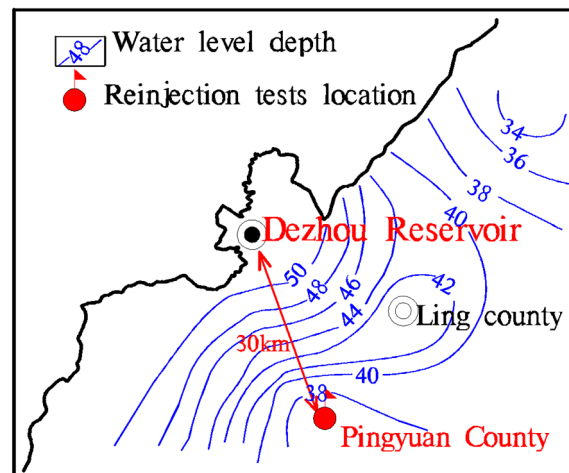 48
Water level depth
Reinjection tests location
34
36
38
40
Dezhou Reservoir
50
48
46
44
42
Ling county
30km
40
38
Pingyuan County